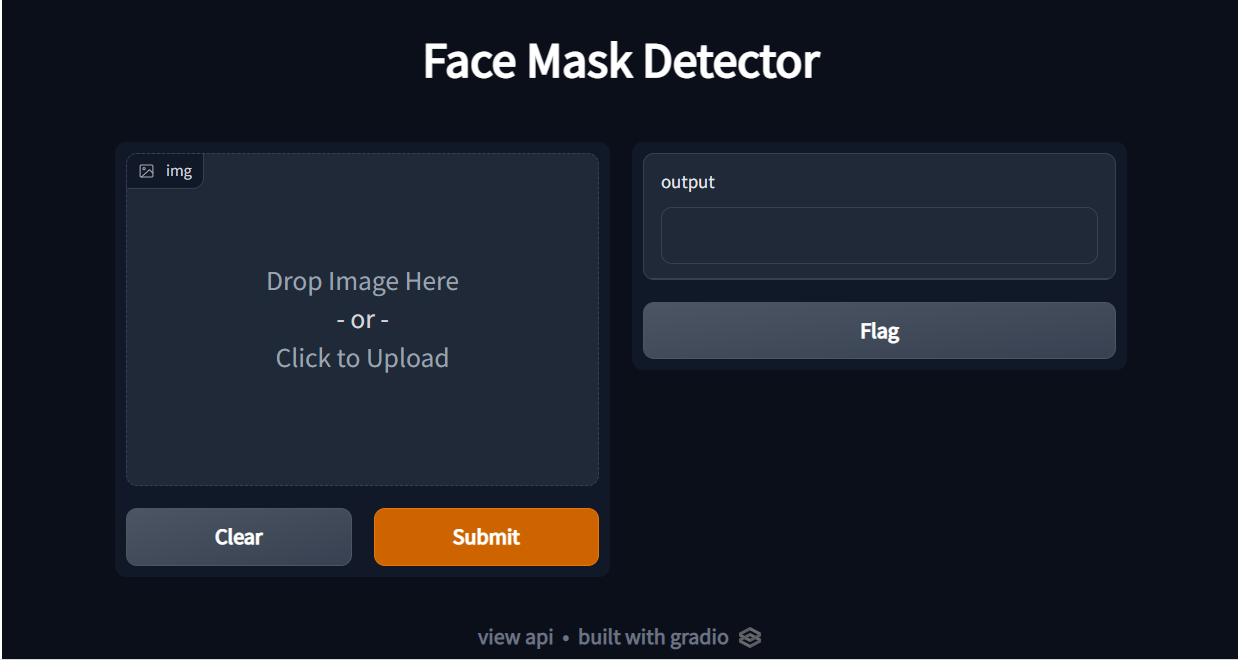 Face Mask Detector
img
Drop Image Here
- or -
Click to Upload
Clear
Submit
output
Flag
view api • built with gradio